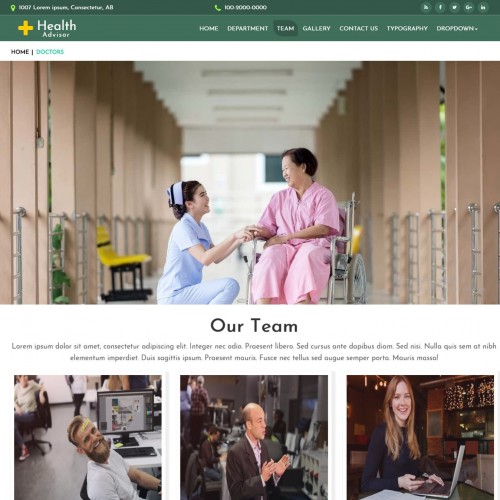 1007 Lorem ipsum, Consectetur, AB
100-2000-0000
Health
Advisor
HOME DEPARTMENT TEAM GALLERY CONTACT US TYPOGRAPHY DROPDOWN
HOME | DOCTORS
Our Team
Lorem ipsum dolor sit amet, consectetur adipiscing elit. Integer nec odio. Praesent libero. Sed cursus ante dapibus diam. Sed nisi. Nulla quis sem at nibh
elementum imperdiet. Duis sagittis ipsum. Praesent mauris. Fusce nec tellus sed augue semper porta. Mauris massa!